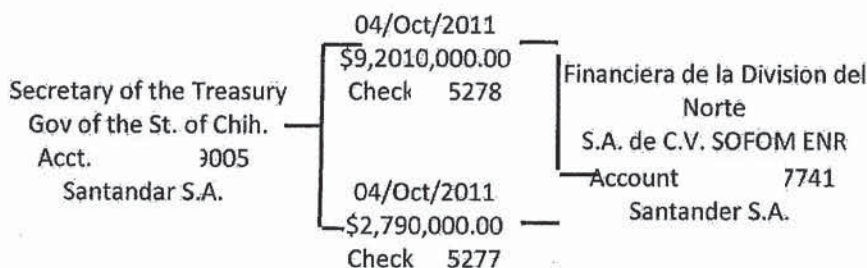 Secretary of the Treasury
Gov of the St. of Chih.
Acct. 9005
Santandar S.A.
04/Oct/2011
$9,2010,000.00
Check 5278
04/Oct/2011
$2,790,000.00
Check 5277
Financiera de la Division del
Norte
S.A. de C.V. SOFOM ENR
Account 7741
Santander S.A.